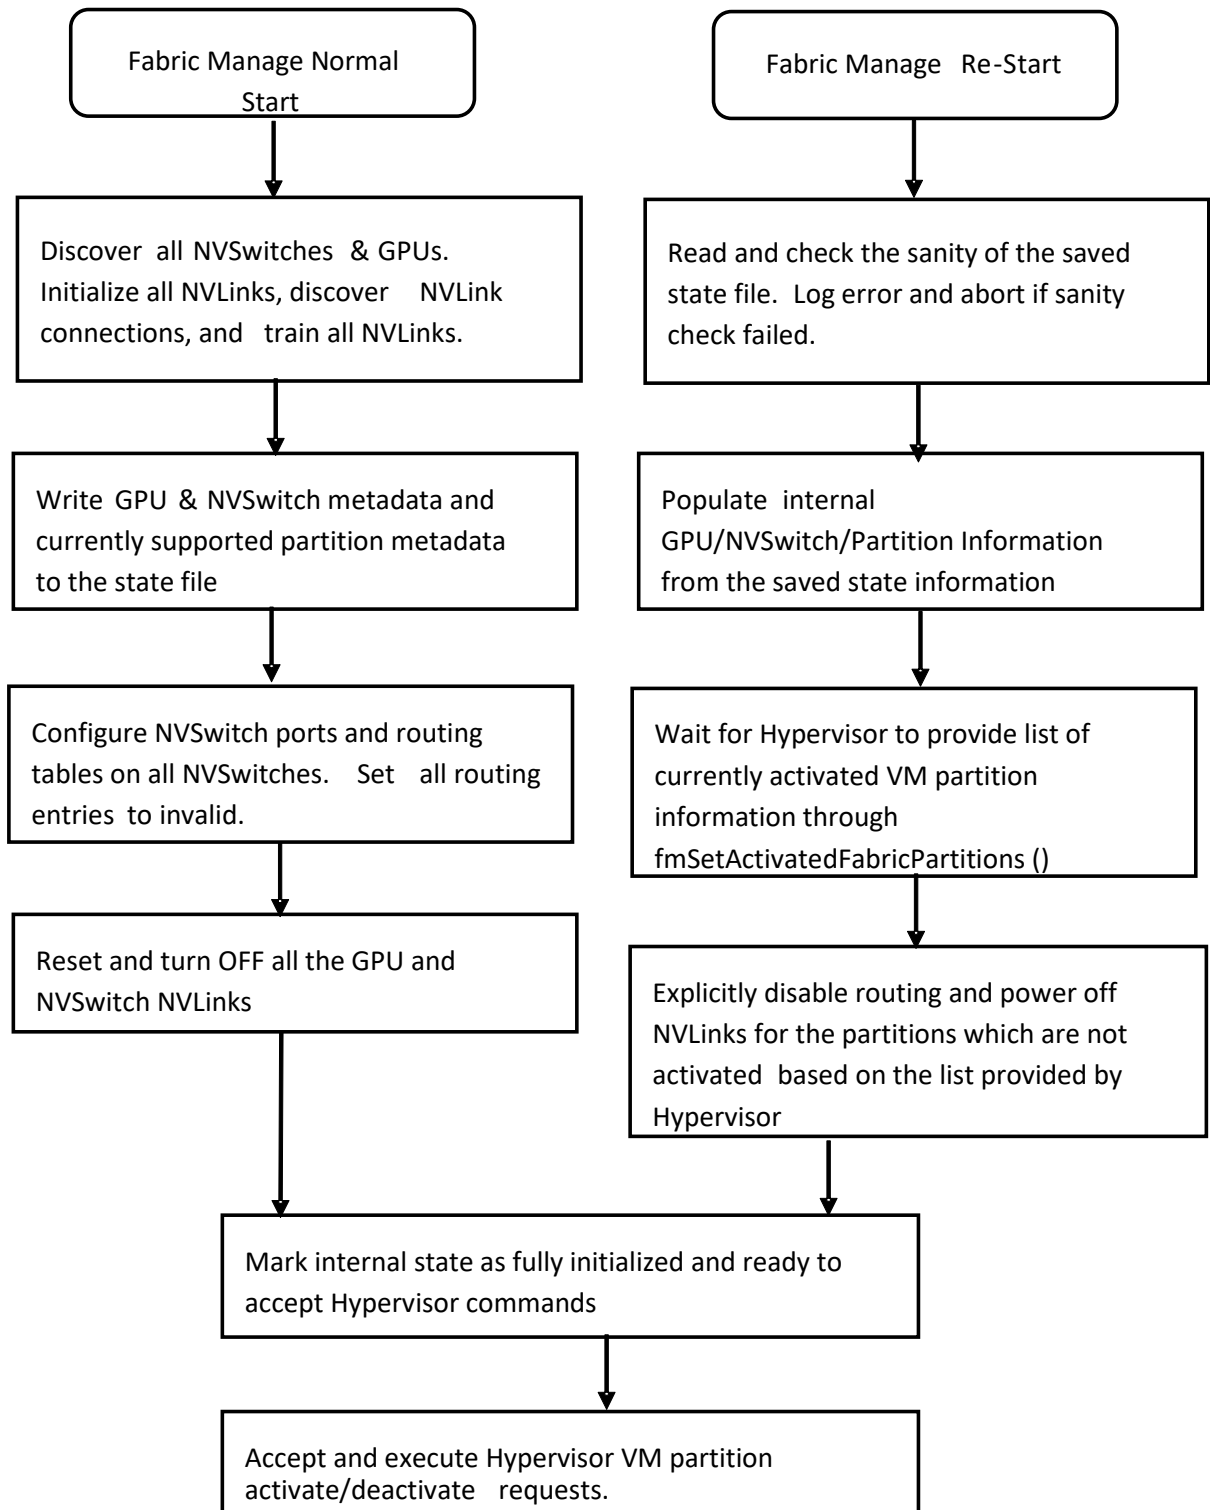 Fabric Manage Normal
Start
Discover all NVSwitches & GPUs.
Initialize all NVLinks, discover NVLink
connections, and train all NVLinks.
Write GPU & NVSwitch metadata and
currently supported partition metadata
to the state file
Configure NVSwitch ports and routing
tables on all NVSwitches. Set all routing
entries to invalid.
Reset and turn OFF all the GPU and
NVSwitch NVLinks
Fabric Manage Re-Start
Read and check the sanity of the saved
state file. Log error and abort if sanity
check failed.
Populate internal
GPU/NVSwitch/Partition Information
from the saved state information
Wait for Hypervisor to provide list of
currently activated VM partition
information through
fmSetActivatedFabricPartitions ()
Explicitly disable routing and power off
NVLinks for the partitions which are not
activated based on the list provided by
Hypervisor
Mark internal state as fully initialized and ready to
accept Hypervisor commands
Accept and execute Hypervisor VM partition
activate/deactivate requests.